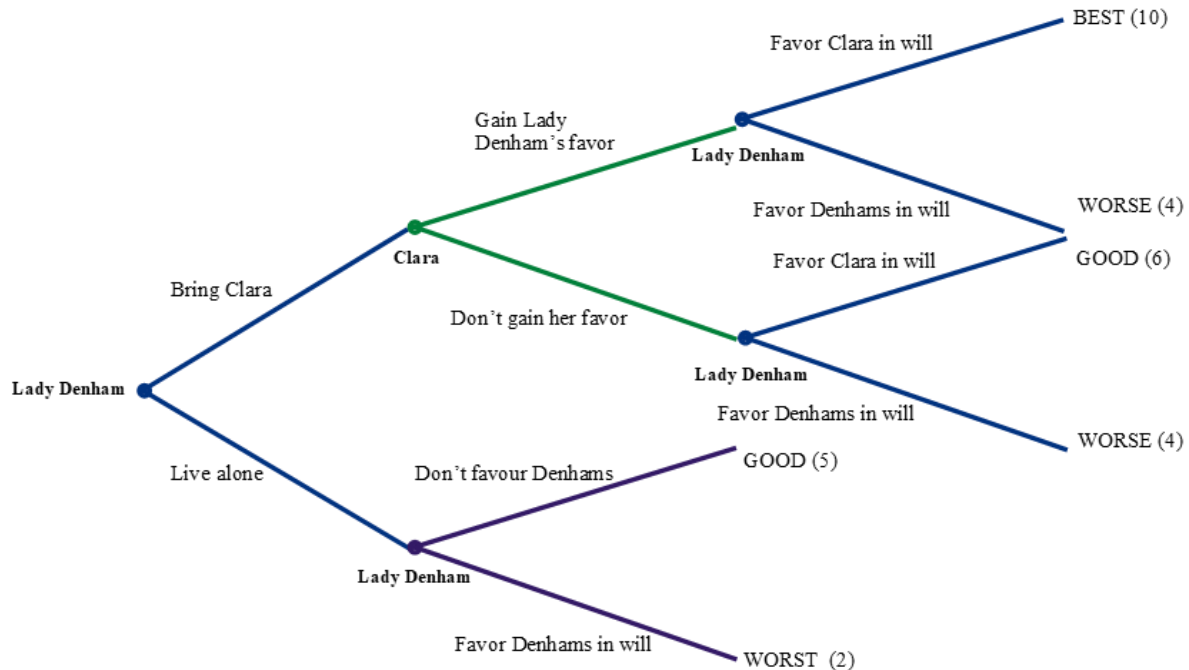 BEST (10)
Favor Clara in will
Gain Lady
Denham’s favor
Lady Denham
Favor Denhams in will
WORSE (4)
Clara
Favor Clara in will
GOOD (6)
Bring Clara
Don’t gain her favor
Lady Denham
Lady Denham
Favor Denhams in will
WORSE (4)
Live alone
Don’t favour Denhams
GOOD (5)
Lady Denham
Favor Denhams in will
WORST (2)